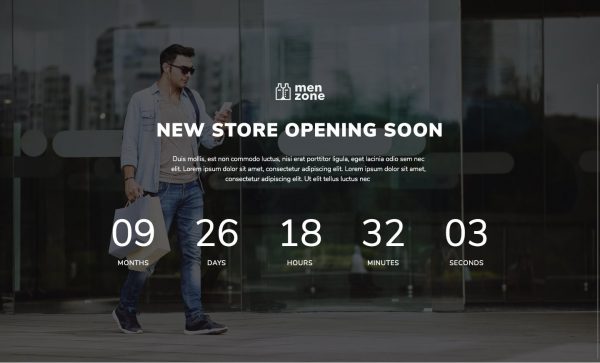 men
zone
NEW STORE OPENING SOON
Duis mollis, est non commodo luctus, nisi erat porttitor ligula, eget lacinia odio sem nec
elit. Lorem ipsum dolor sit amet, consectetur adipiscing elit. Lorem ipsum dolor sit amet,
consectetur adipiscing elit. Ut elit tellus luctus nec
09 26 18 32 03
MONTHS DAYS HOURS MINUTES SECONDS